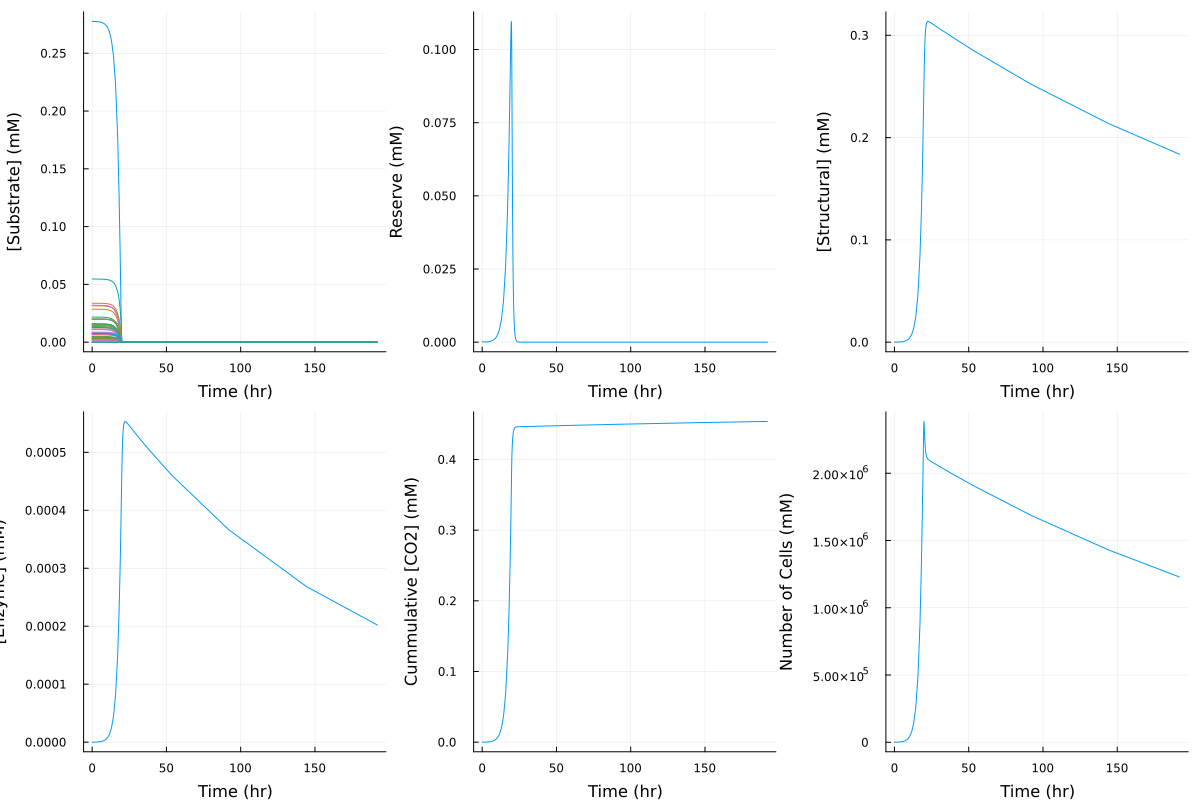 [Substrate] (mM)
0.25
0.20
0.15
0.10
0.05
0.00
0 50 100 150
Time (hr)
Reserve (mM)
0.100
0.075
0.050
0.025
0.000
0 50 100 150
Time (hr)
[Structural] (mM)
0.3
0.2
0.1
0.0
0 50 100 150
Time (hr)
[Enzyme] (mM)
0.0005
0.0004
0.0003
0.0002
0.0001
0.0000
0 50 100 150
Time (hr)
Cummulative [CO2] (mM)
0.4
0.3
0.2
0.1
0.0
0 50 100 150
Time (hr)
Number of Cells (mM)
2.00×10⁶
1.50×10⁶
1.00×10⁶
5.00×10⁵
0
0 50 100 150
Time (hr)